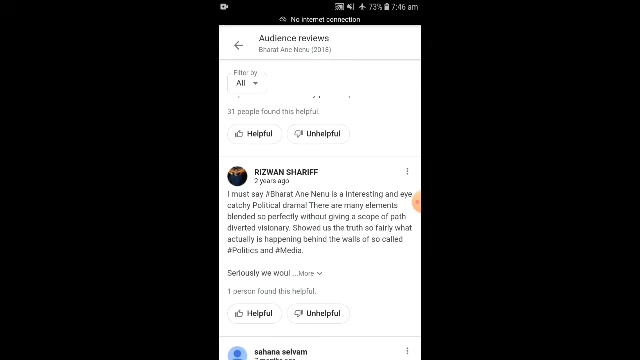 73% 7:46 am
No internet connection
Audience reviews
Bharat Ane Nenu (2018)
Filter by
All
31 people found this helpful.
Helpful Unhelpful
RIZWAN SHARIFF
2 years ago
I must say #Bharat Ane Nenu is a Interesting and eye
catchy Political drama! There are many elements
blended so perfectly without giving a scope of path
diverted visionary. Showed us the truth so fairly what
actually is happening behind the walls of so called
#Politics and #Media.
Seriously we woul ...More
1 person found this helpful.
Helpful Unhelpful
sahana selvam